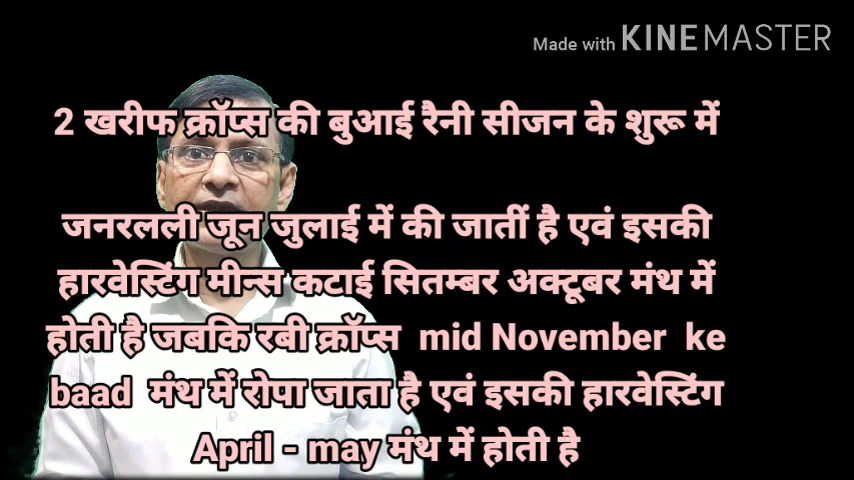 Made with KINEMASTER
2 खरीफ क्रॉप्स की बुआई रैनी सीजन के शुरू में
जनरलली जून जुलाई में की जातीं है एवं इसकी
हारवेस्टिंग मीन्स कटाई सितम्बर अक्टूबर मंथ में
होती है जबकि रबी क्रॉप्स mid November ke
baad मंथ में रोपा जाता है एवं इसकी हारवेस्टिंग
April - may मंथ में होती है